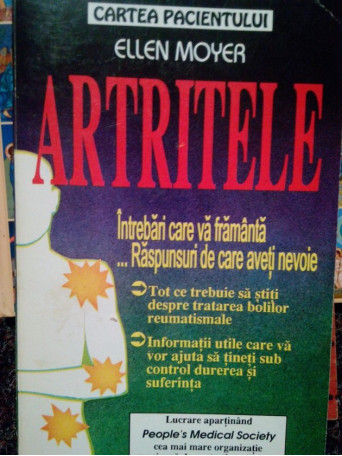 CARTEA PACIENTULUI
ELLEN MOYER
ARTRITELE
Întrebări care vă frământă
... Răspunsuri de care aveți nevoie
Tot ce trebuie să știți
despre tratarea bolilor
reumatismale
Informații utile care vă
vor ajuta să țineți sub
control durerea și
suferința
Lucrare aparținând
People's Medical Society
cea mai mare organizație